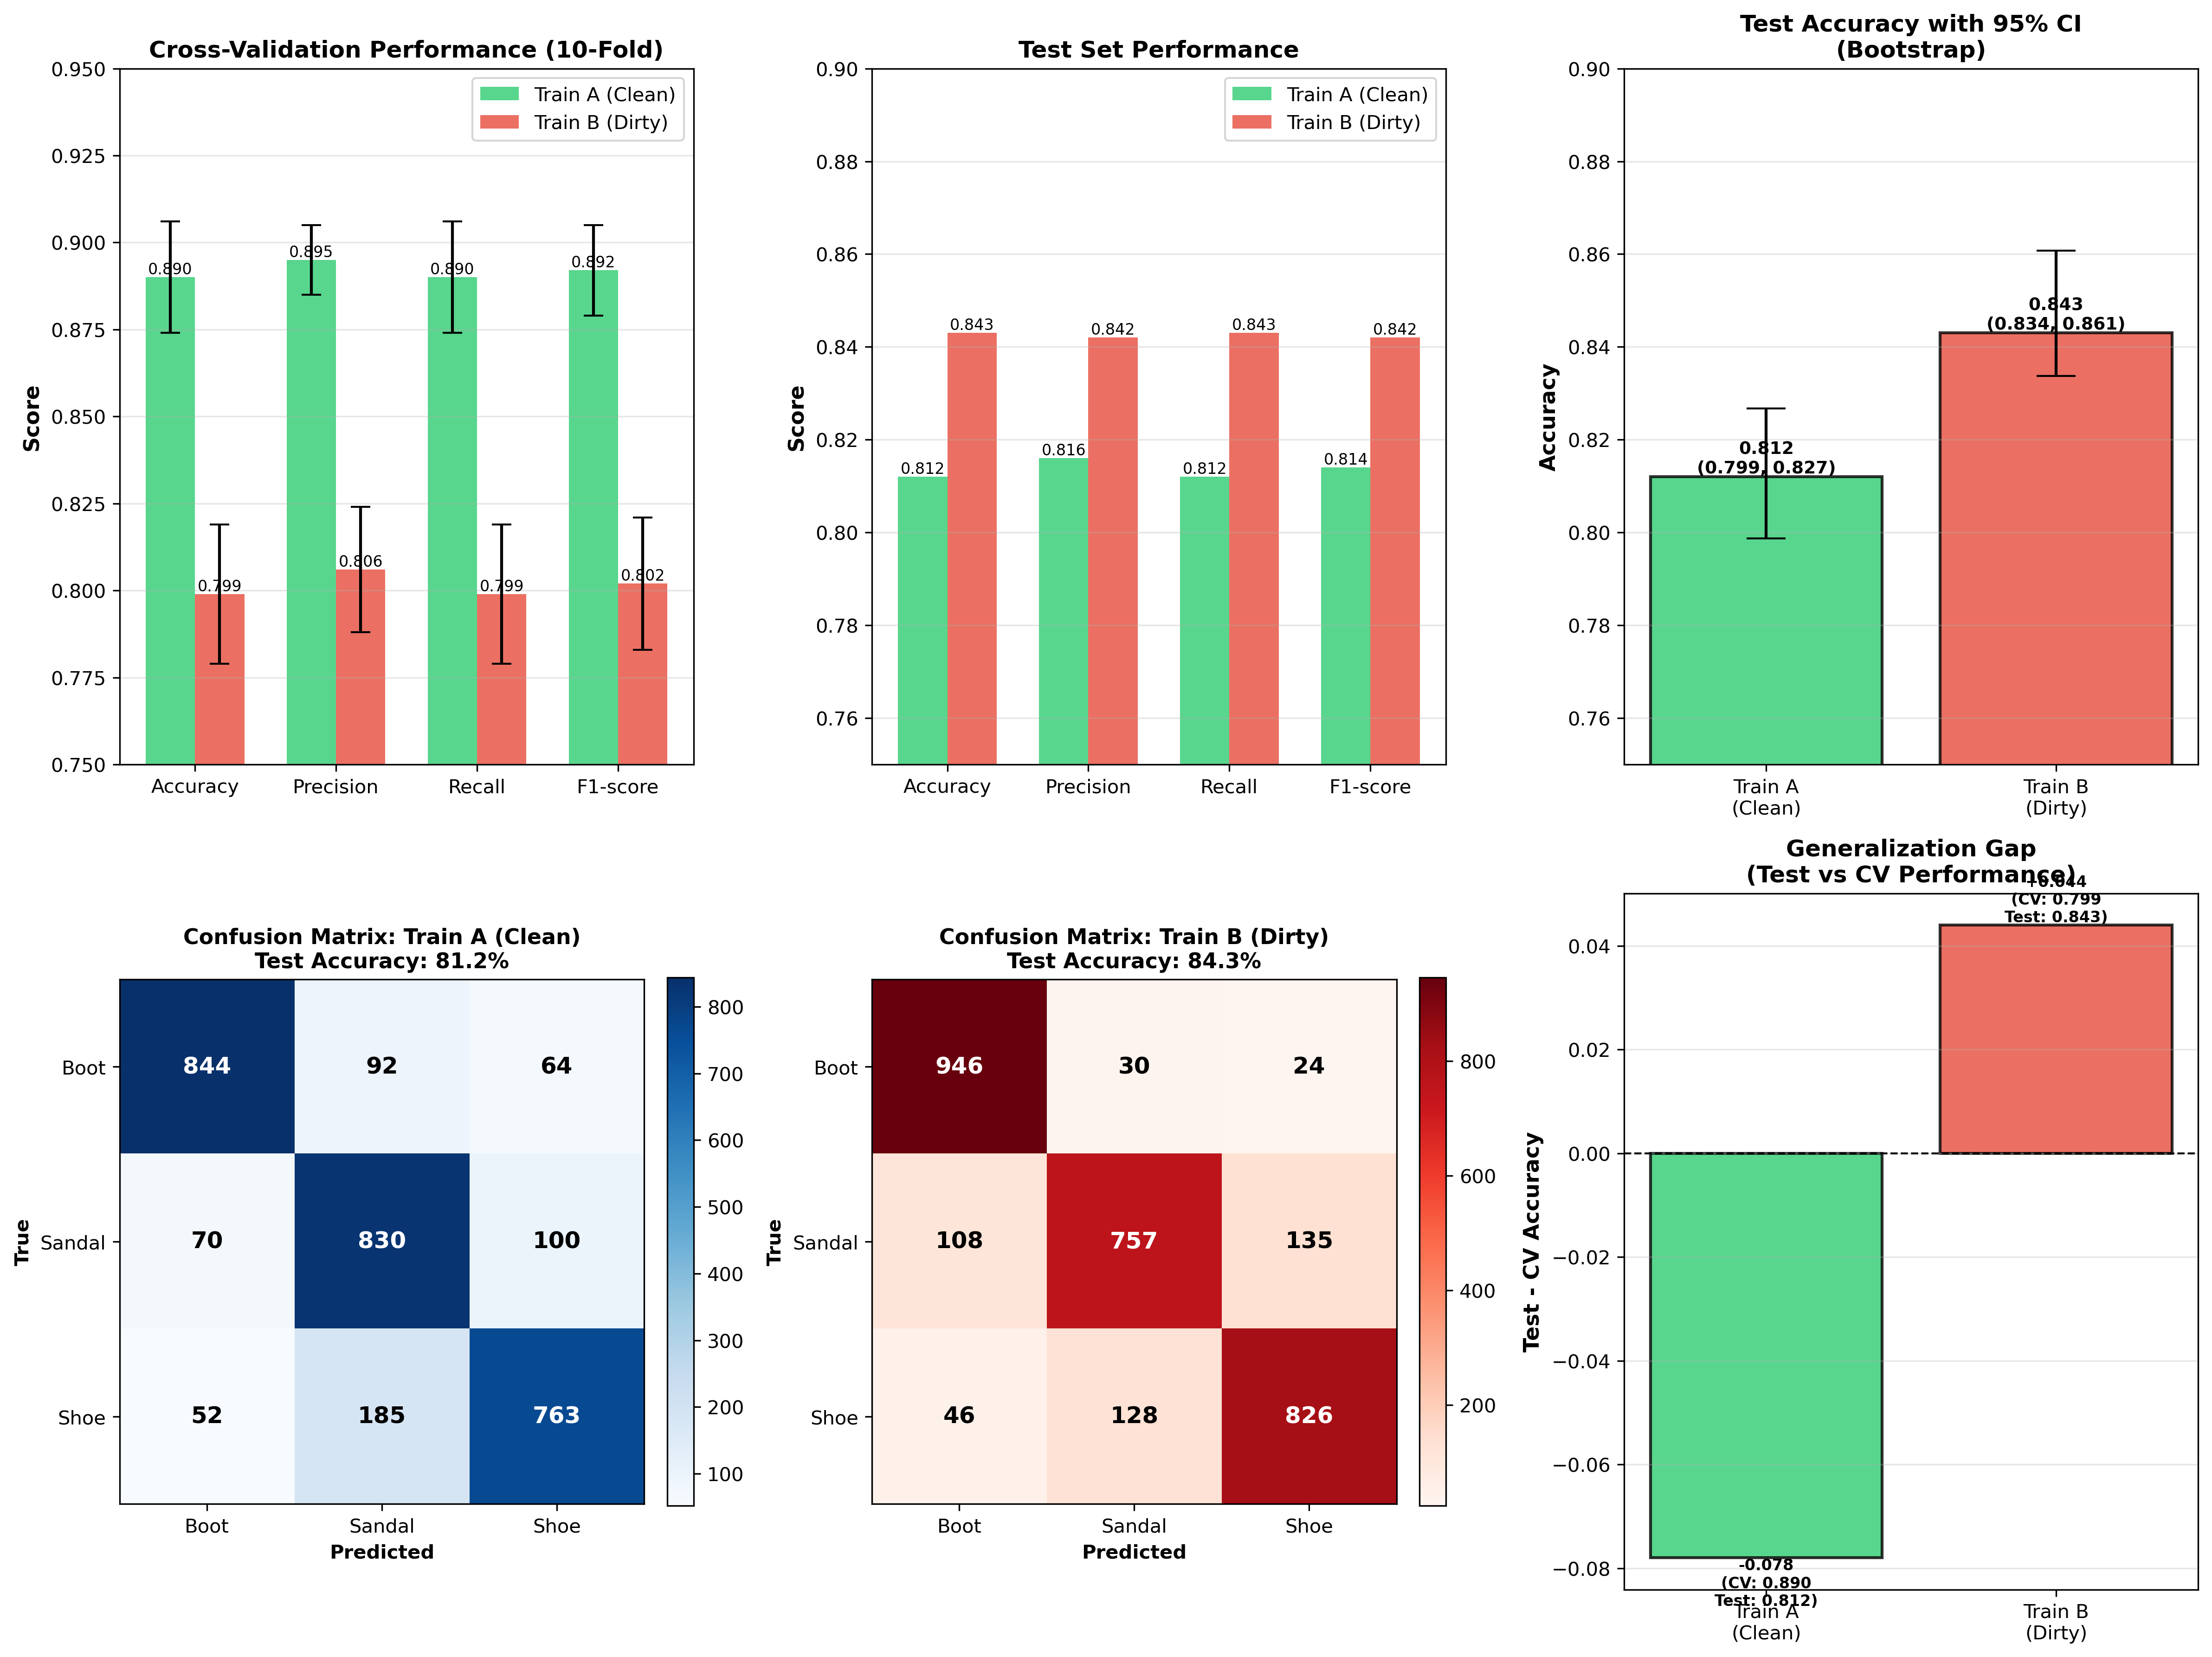 Cross-Validation Performance (10-Fold)
0.950
0.925
0.900
0.875
0.850
0.825
0.800
0.775
0.750
Score
Train A (Clean)
Train B (Dirty)
0.890
0.799
0.895
0.806
0.890
0.799
0.892
0.802
Accuracy
Precision
Recall
F1-score
Test Set Performance
0.90
0.88
0.86
0.84
0.82
0.80
0.78
0.76
Score
Train A (Clean)
Train B (Dirty)
0.812
0.843
0.816
0.842
0.812
0.843
0.814
0.842
Accuracy
Precision
Recall
F1-score
Test Accuracy with 95% CI
(Bootstrap)
0.90
0.88
0.86
0.84
0.82
0.80
0.78
0.76
Accuracy
0.812
(0.799, 0.827)
0.843
(0.834, 0.861)
Train A
(Clean)
Train B
(Dirty)
Confusion Matrix: Train A (Clean)
Test Accuracy: 81.2%
True
Boot
Sandal
Shoe
844
92
64
70
830
100
52
185
763
Boot
Sandal
Shoe
Predicted
800
700
600
500
400
300
200
100
Confusion Matrix: Train B (Dirty)
Test Accuracy: 84.3%
True
Boot
Sandal
Shoe
946
30
24
108
757
135
46
128
826
Boot
Sandal
Shoe
Predicted
800
600
400
200
Generalization Gap
(Test vs CV Performance)
+0.044
(CV: 0.799
Test: 0.843)
0.04
0.02
0.00
−0.02
−0.04
−0.06
−0.08
Test - CV Accuracy
-0.078
(CV: 0.890
Test: 0.812)
Train A
(Clean)
Train B
(Dirty)